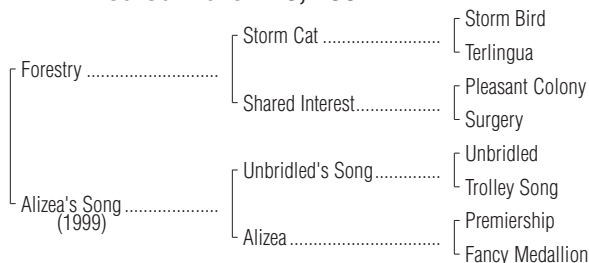 Storm Bird
Storm Cat ........................
Terlingua
Forestry ...........................
Pleasant Colony
Shared Interest.................
Surgery
Unbridled
Unbridled's Song.............
Trolley Song
Alizea's Song ...................
(1999)
Premiership
Alizea ...............................
Fancy Medallion